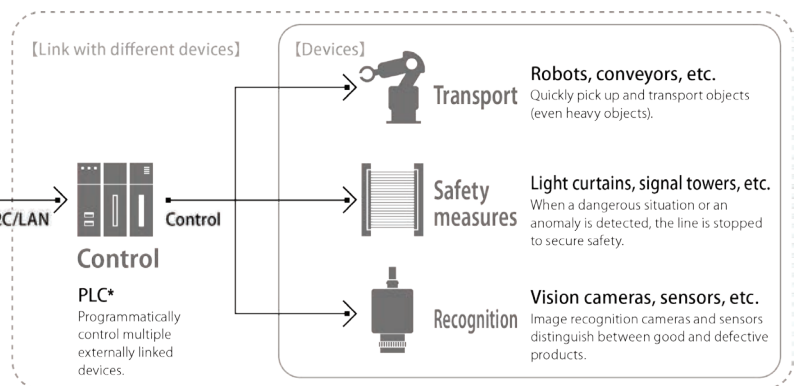 【Link with different devices】
【Devices】
Transport
Robots, conveyors, etc.
Quickly pick up and transport objects
(even heavy objects).
Safety
measures
Light curtains, signal towers, etc.
When a dangerous situation or an
anomaly is detected, the line is stopped
to secure safety.
C/LAN
Control
Control
PLC*
Programmatically
control multiple
externally linked
devices.
Recognition
Vision cameras, sensors, etc.
Image recognition cameras and sensors
distinguish between good and defective
products.